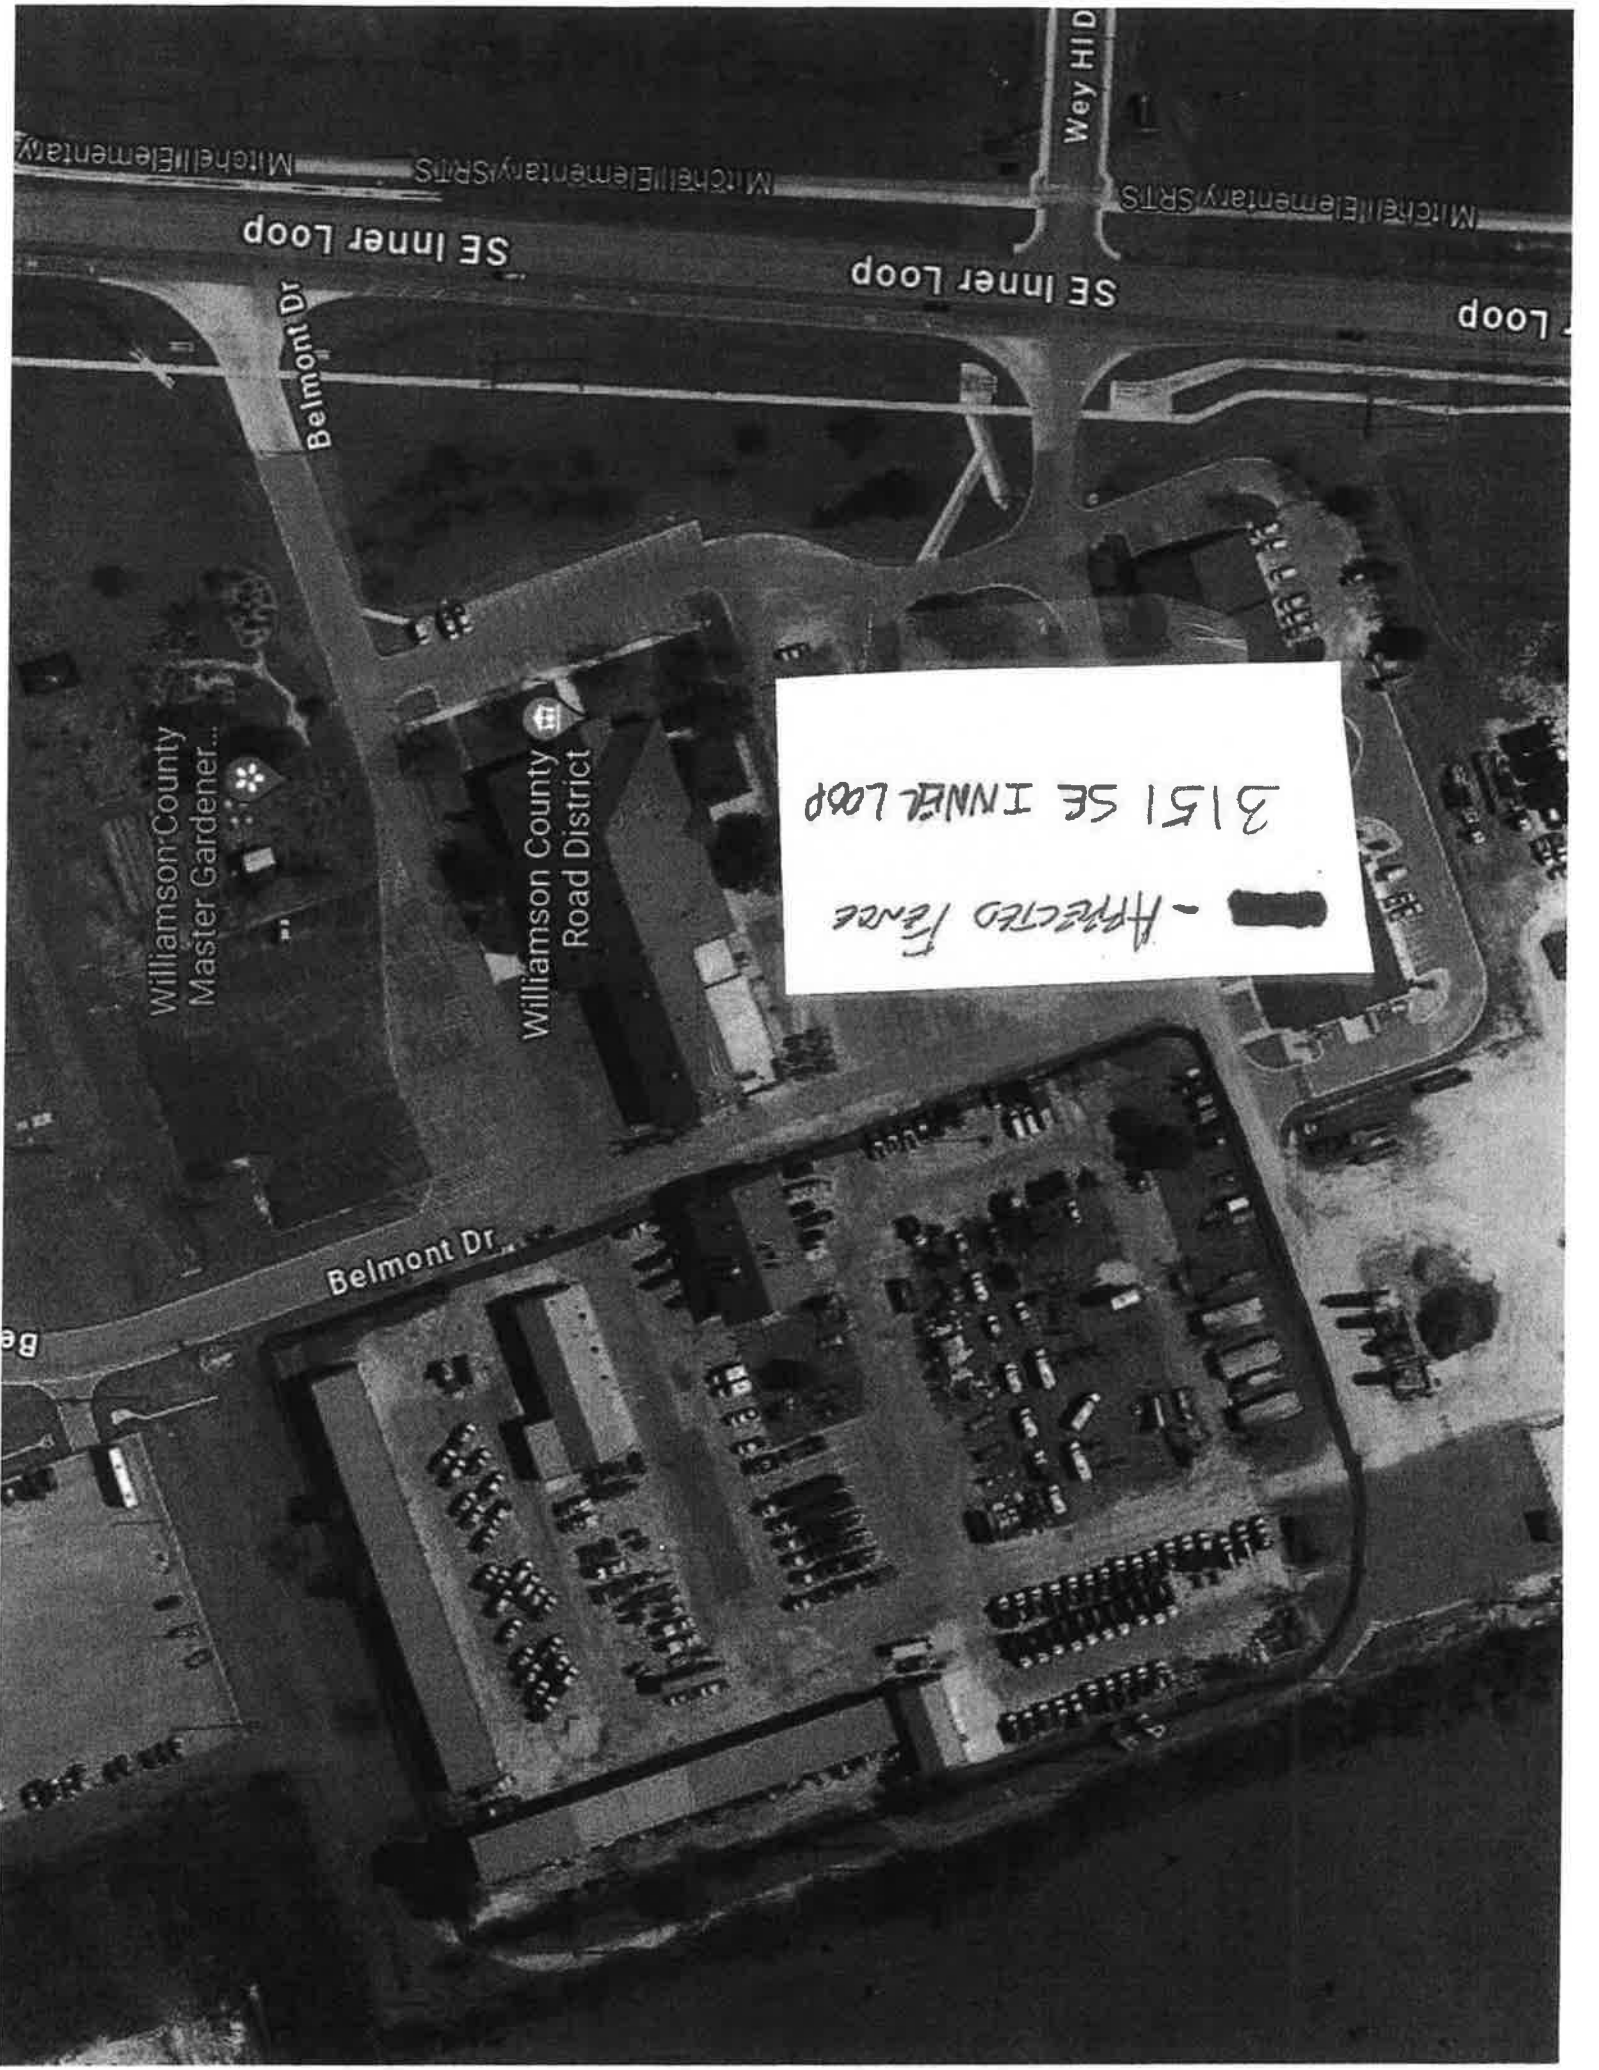 Wey HI D
Mitchell Elementary
Mitchell Elementary SRTS
Mitchell Elementary SRTS
SE Inner Loop
SE Inner Loop
r Loop
Belmont Dr
Williamson County
Master Gardener...
Williamson County
Road District
- AFFECTED FENCE
3151 SE INNER LOOP
Belmont Dr
Be